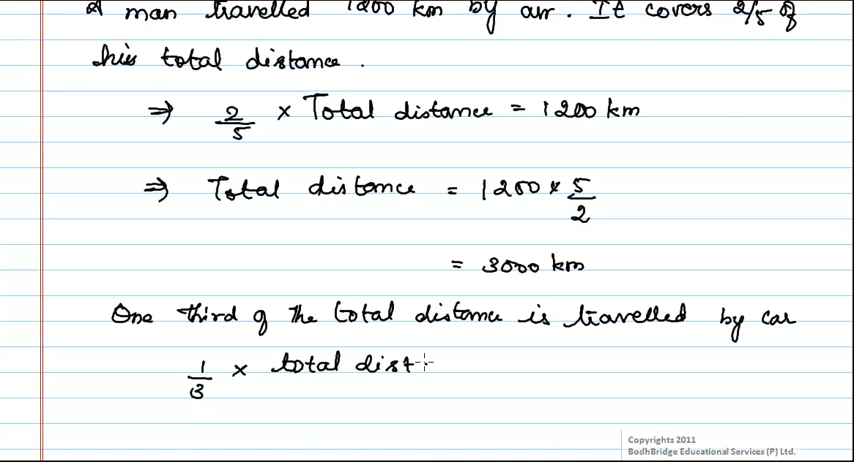 A man travelled 1200 km by air. It covers 2/5 of
his total distance.
⇒ 2/5 × Total distance = 1200 km
⇒ Total distance = 1200 × 5/2
= 3000 km
One third of the total distance is travelled by car
1/3 × total dist
Copyrights 2011
BodhBridge Educational Services (P) Ltd.